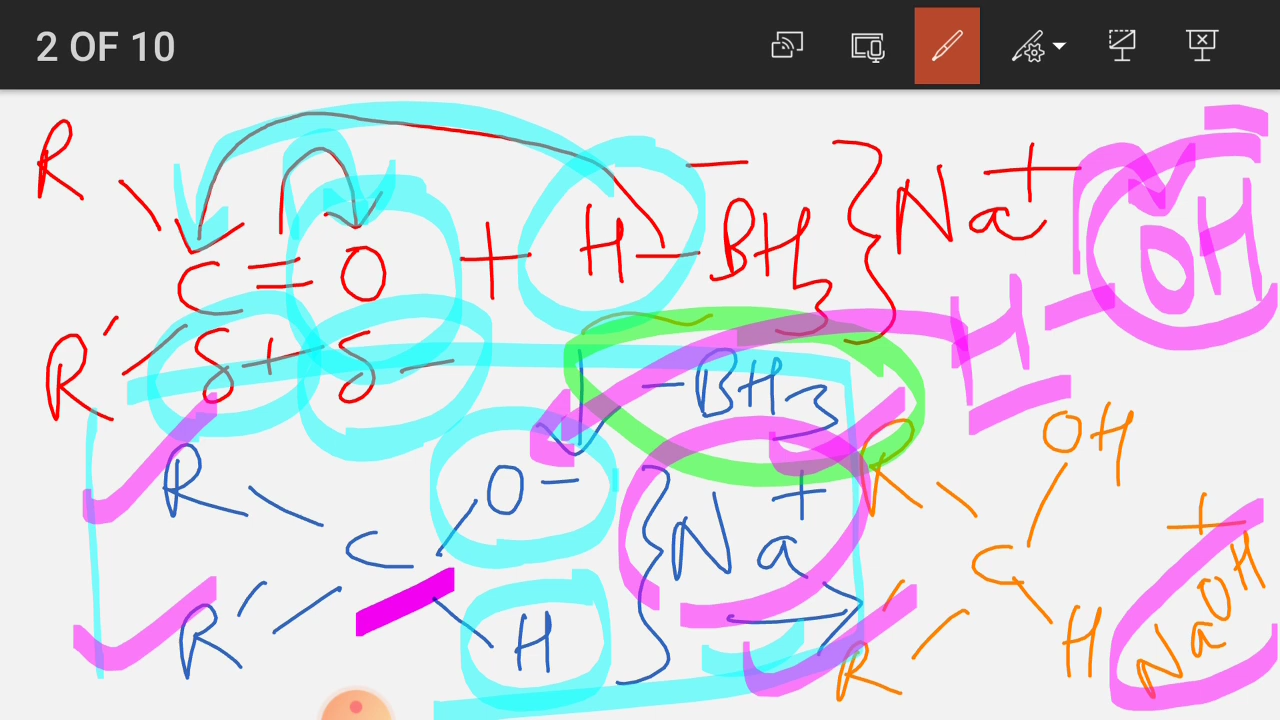 2 OF 10
R
C = O + H – BH3⁻ } Na⁺ OH⁻
R′ δ+ δ– H –
– BH3
R O⁻ R OH
C } Na⁺ → C
R′ H R′ H + NaOH